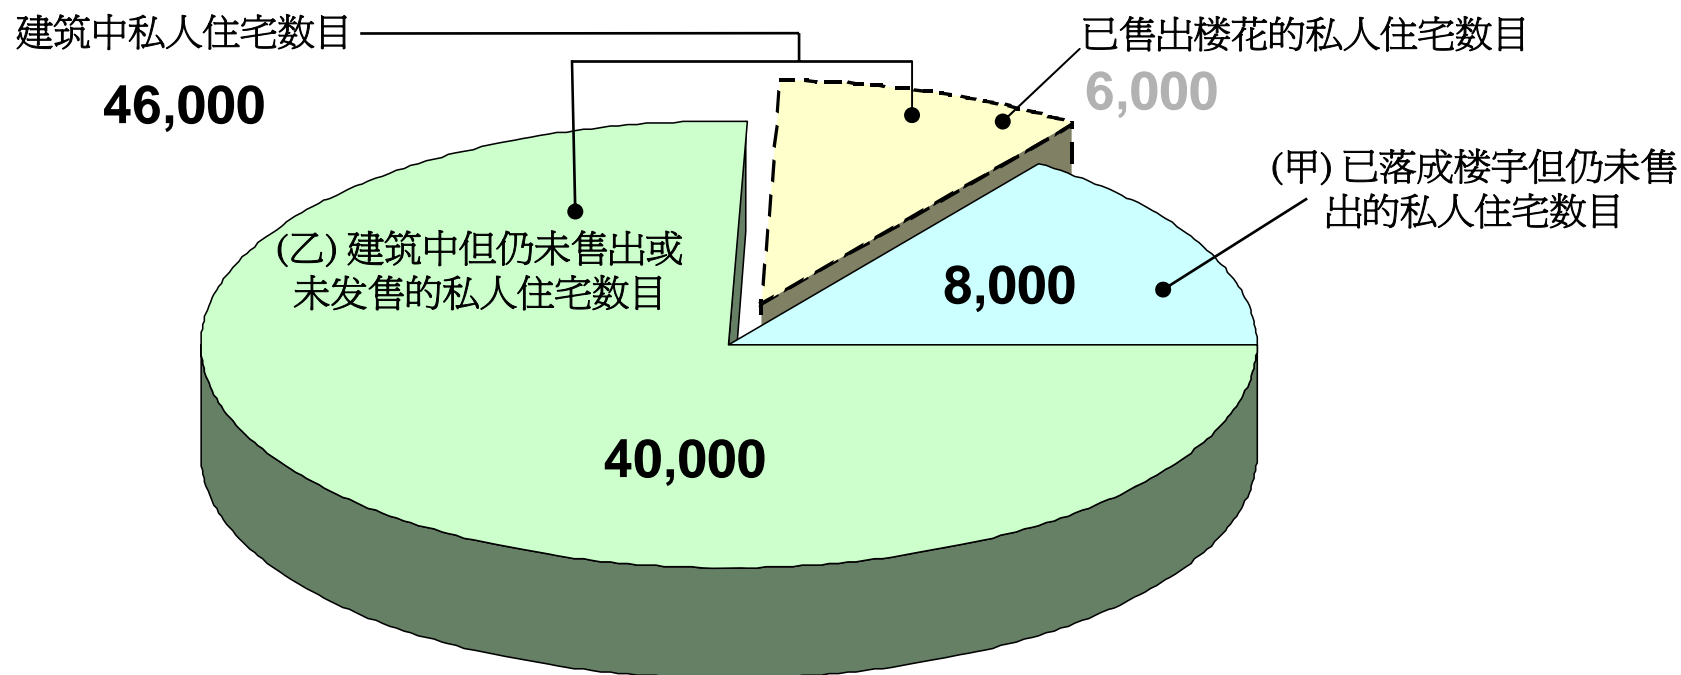 建筑中私人住宅数目
46,000
已售出楼花的私人住宅数目
6,000
(甲) 已落成楼宇但仍未售
出的私人住宅数目
8,000
(乙) 建筑中但仍未售出或
未发售的私人住宅数目
40,000